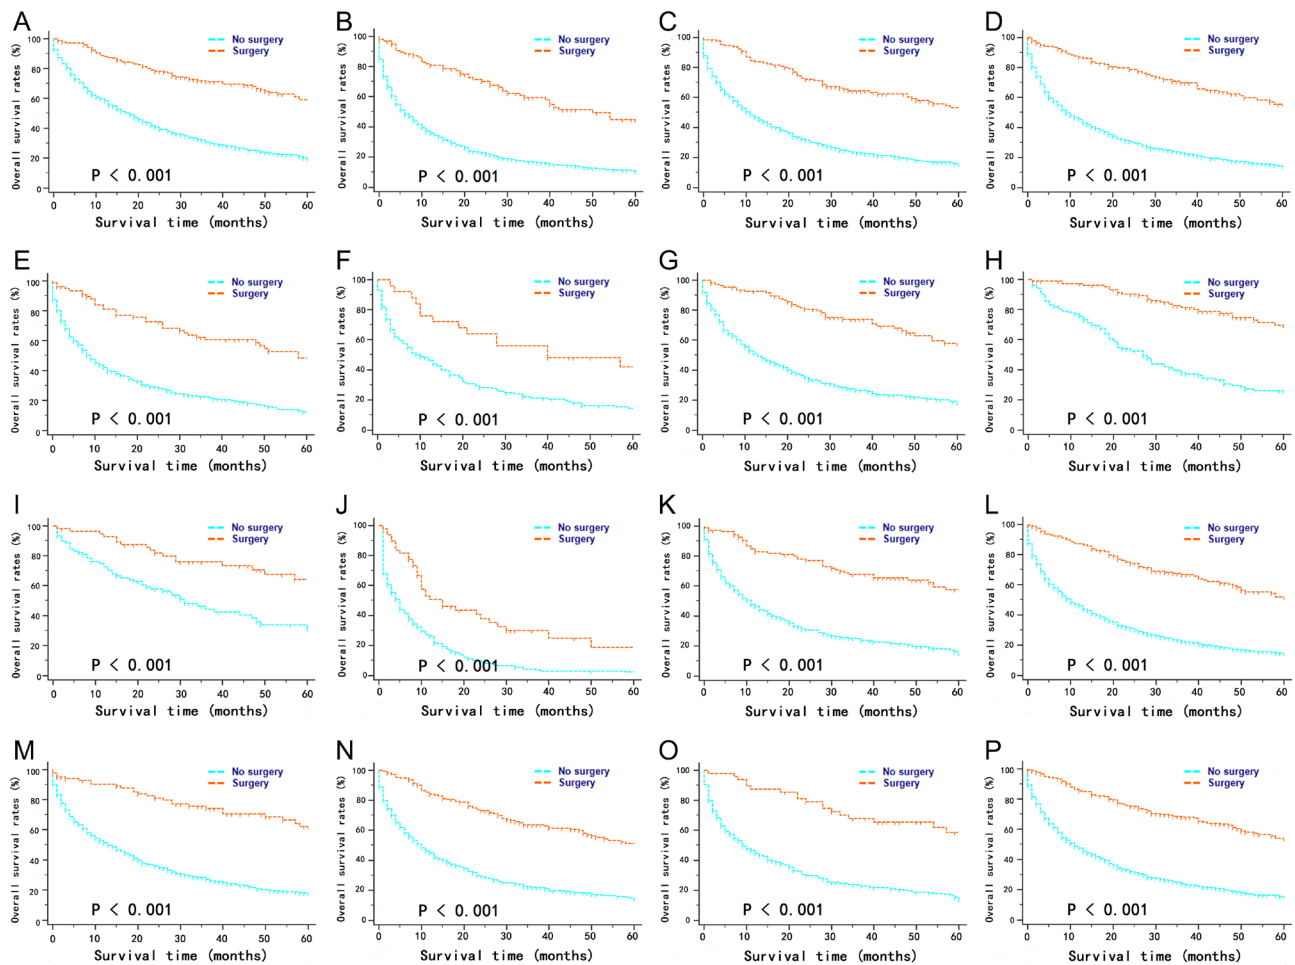 A B C D
No surgery
Surgery
Overall survival rates (%)
100
80
60
40
20
0
P < 0.001
0 10 20 30 40 50 60
Survival time (months)
No surgery
Surgery
Overall survival rates (%)
100
80
60
40
20
0
P < 0.001
0 10 20 30 40 50 60
Survival time (months)
No surgery
Surgery
Overall survival rates (%)
100
80
60
40
20
0
P < 0.001
0 10 20 30 40 50 60
Survival time (months)
No surgery
Surgery
Overall survival rates (%)
100
80
60
40
20
0
P < 0.001
0 10 20 30 40 50 60
Survival time (months)
E F G H
No surgery
Surgery
Overall survival rates (%)
100
80
60
40
20
0
P < 0.001
0 10 20 30 40 50 60
Survival time (months)
No surgery
Surgery
Overall survival rates (%)
100
80
60
40
20
0
P < 0.001
0 10 20 30 40 50 60
Survival time (months)
No surgery
Surgery
Overall survival rates (%)
100
80
60
40
20
0
P < 0.001
0 10 20 30 40 50 60
Survival time (months)
No surgery
Surgery
Overall survival rates (%)
100
80
60
40
20
0
P < 0.001
0 10 20 30 40 50 60
Survival time (months)
I J K L
No surgery
Surgery
Overall survival rates (%)
100
80
60
40
20
0
P < 0.001
0 10 20 30 40 50 60
Survival time (months)
No surgery
Surgery
Overall survival rates (%)
100
80
60
40
20
0
P < 0.001
0 10 20 30 40 50 60
Survival time (months)
No surgery
Surgery
Overall survival rates (%)
100
80
60
40
20
0
P < 0.001
0 10 20 30 40 50 60
Survival time (months)
No surgery
Surgery
Overall survival rates (%)
100
80
60
40
20
0
P < 0.001
0 10 20 30 40 50 60
Survival time (months)
M N O P
No surgery
Surgery
Overall survival rates (%)
100
80
60
40
20
0
P < 0.001
0 10 20 30 40 50 60
Survival time (months)
No surgery
Surgery
Overall survival rates (%)
100
80
60
40
20
0
P < 0.001
0 10 20 30 40 50 60
Survival time (months)
No surgery
Surgery
Overall survival rates (%)
100
80
60
40
20
0
P < 0.001
0 10 20 30 40 50 60
Survival time (months)
No surgery
Surgery
Overall survival rates (%)
100
80
60
40
20
0
P < 0.001
0 10 20 30 40 50 60
Survival time (months)